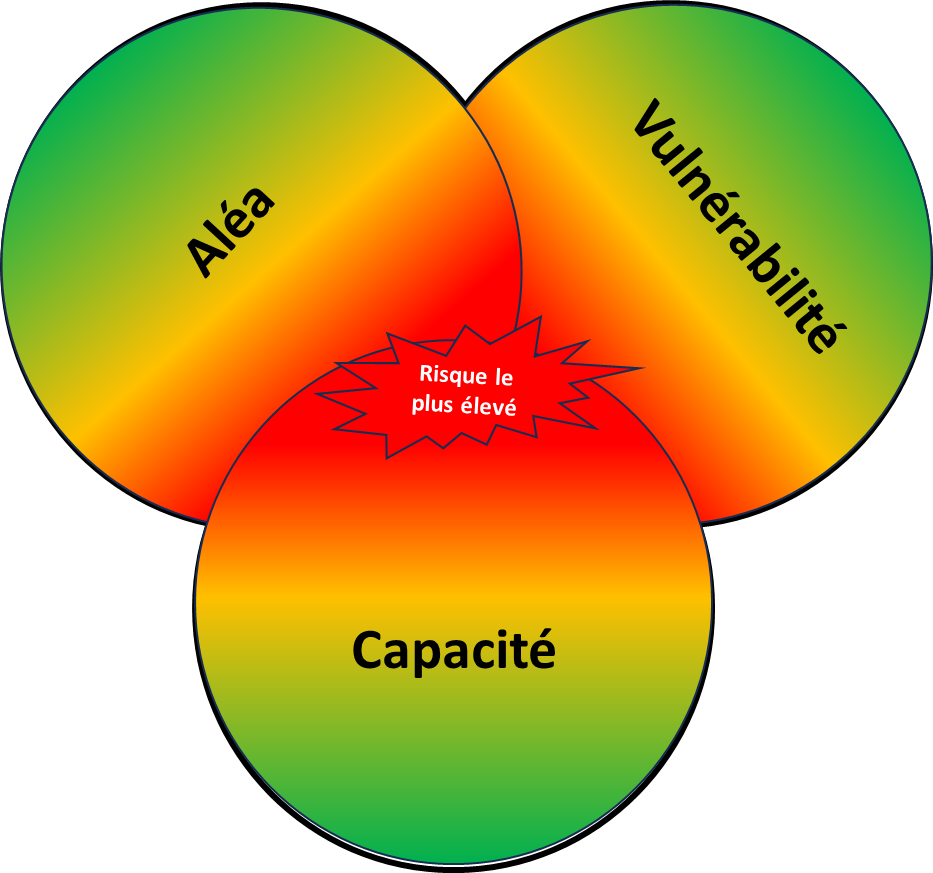 Aléa
Vulnérabilité
Risque le
plus élevé
Capacité